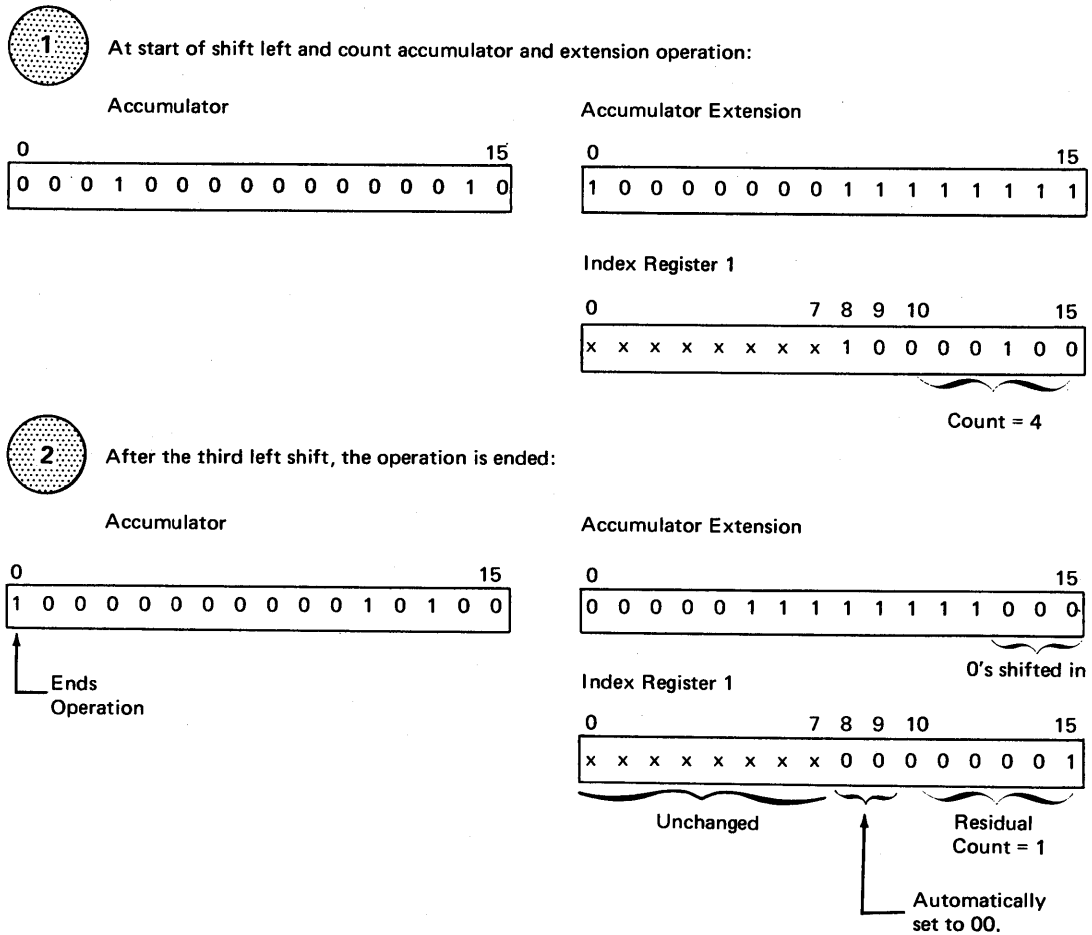 1
At start of shift left and count accumulator and extension operation:
Accumulator
Accumulator Extension
0 15
0 15
0 0 0 1 0 0 0 0 0 0 0 0 0 0 1 0
1 0 0 0 0 0 0 0 1 1 1 1 1 1 1 1
Index Register 1
0 7 8 9 10 15
x x x x x x x x 1 0 0 0 0 1 0 0
Count = 4
2
After the third left shift, the operation is ended:
Accumulator
Accumulator Extension
0 15
0 15
1 0 0 0 0 0 0 0 0 0 0 1 0 1 0 0
0 0 0 0 0 1 1 1 1 1 1 1 1 0 0 0
0's shifted in
Ends
Operation
Index Register 1
0 7 8 9 10 15
x x x x x x x x 0 0 0 0 0 0 0 1
Unchanged
Residual
Count = 1
Automatically
set to 00.